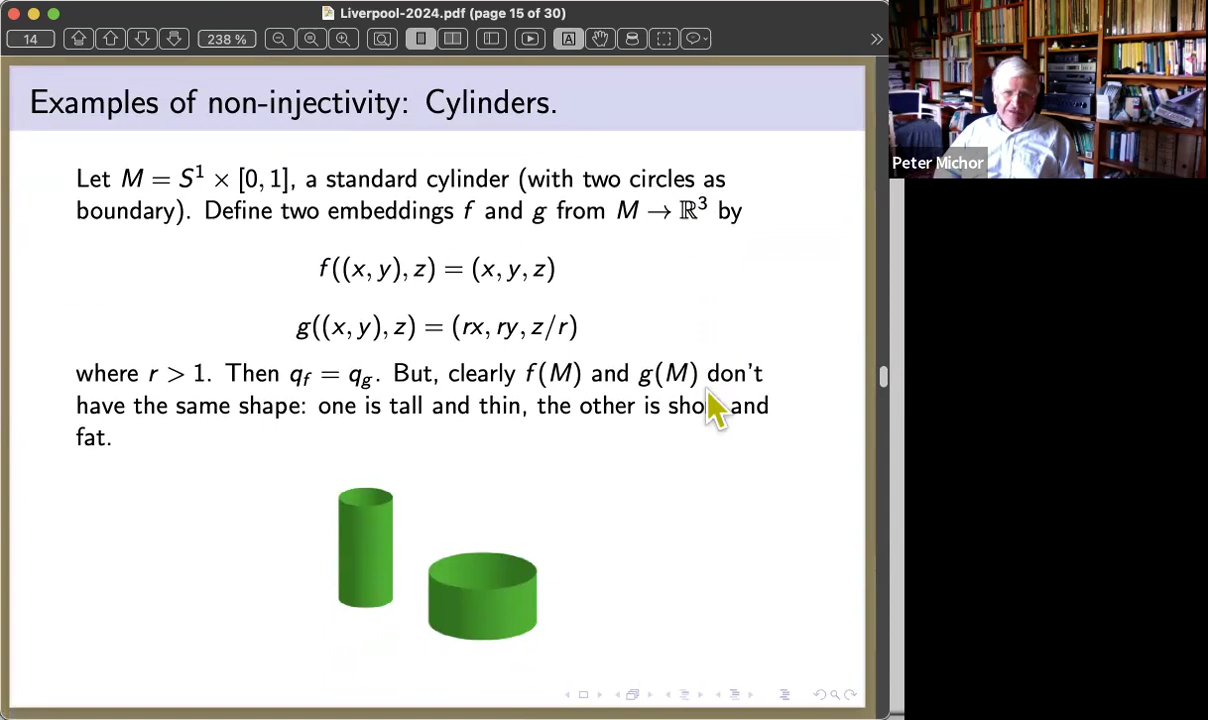 Liverpool-2024.pdf (page 15 of 30)
14
238 %
Examples of non-injectivity: Cylinders.
Let M = S¹ × [0, 1], a standard cylinder (with two circles as
boundary). Define two embeddings f and g from M → ℝ³ by
f((x, y), z) = (x, y, z)
g((x, y), z) = (rx, ry, z/r)
where r > 1. Then q_f = q_g. But, clearly f(M) and g(M) don't
have the same shape: one is tall and thin, the other is and
fat.
Peter Michor